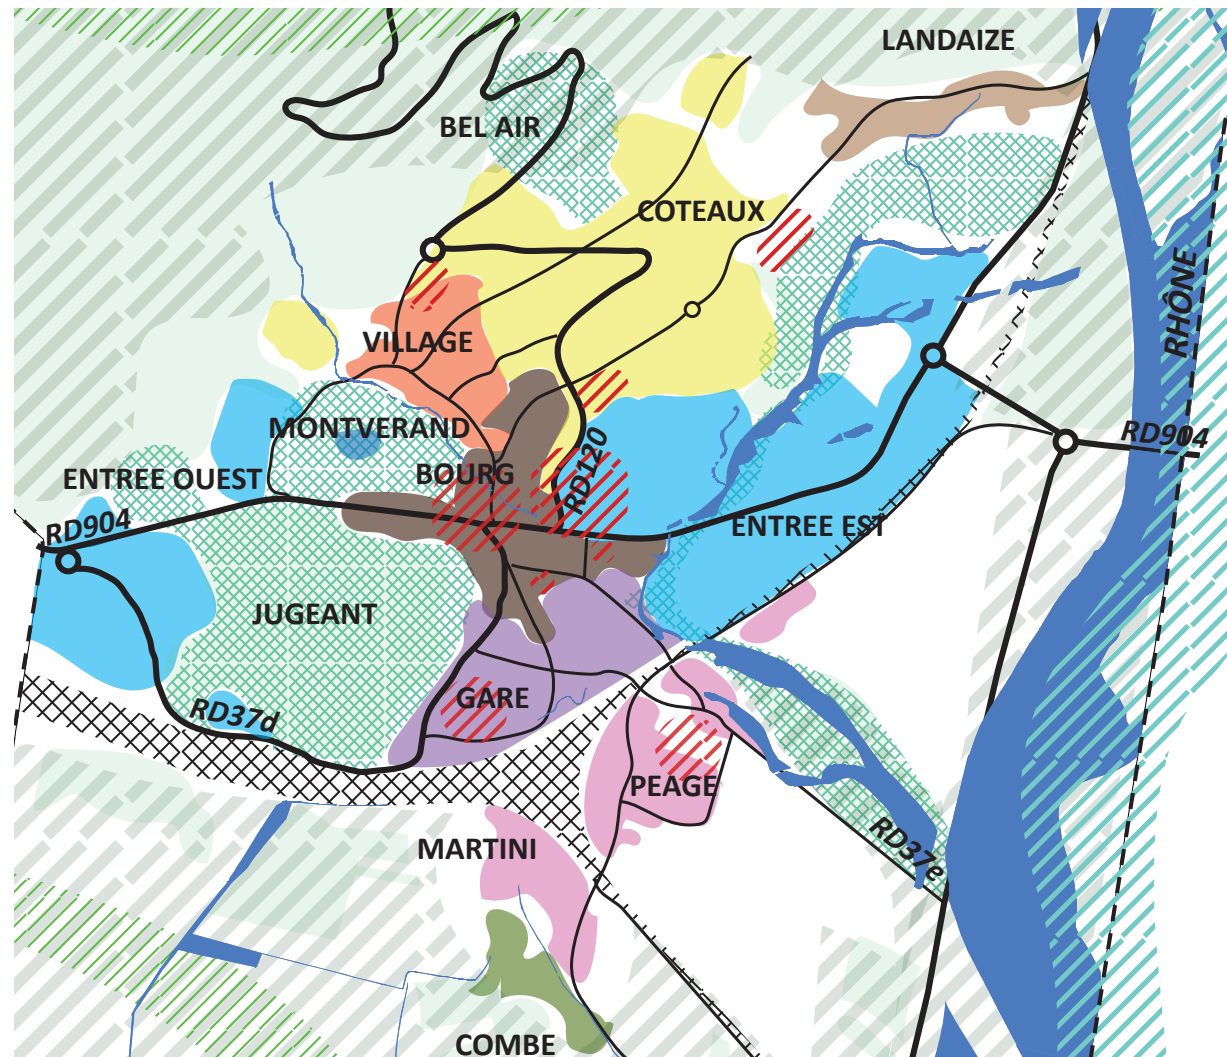 LANDAIZE
BEL AIR
COTEAUX
RHÔNE
VILLAGE
MONTVERAND
RD904
BOURG
ENTREE OUEST
RD120
RD904
ENTREE EST
JUGEANT
GARE
RD37d
PEAGE
MARTINI
RD37e
COMBE